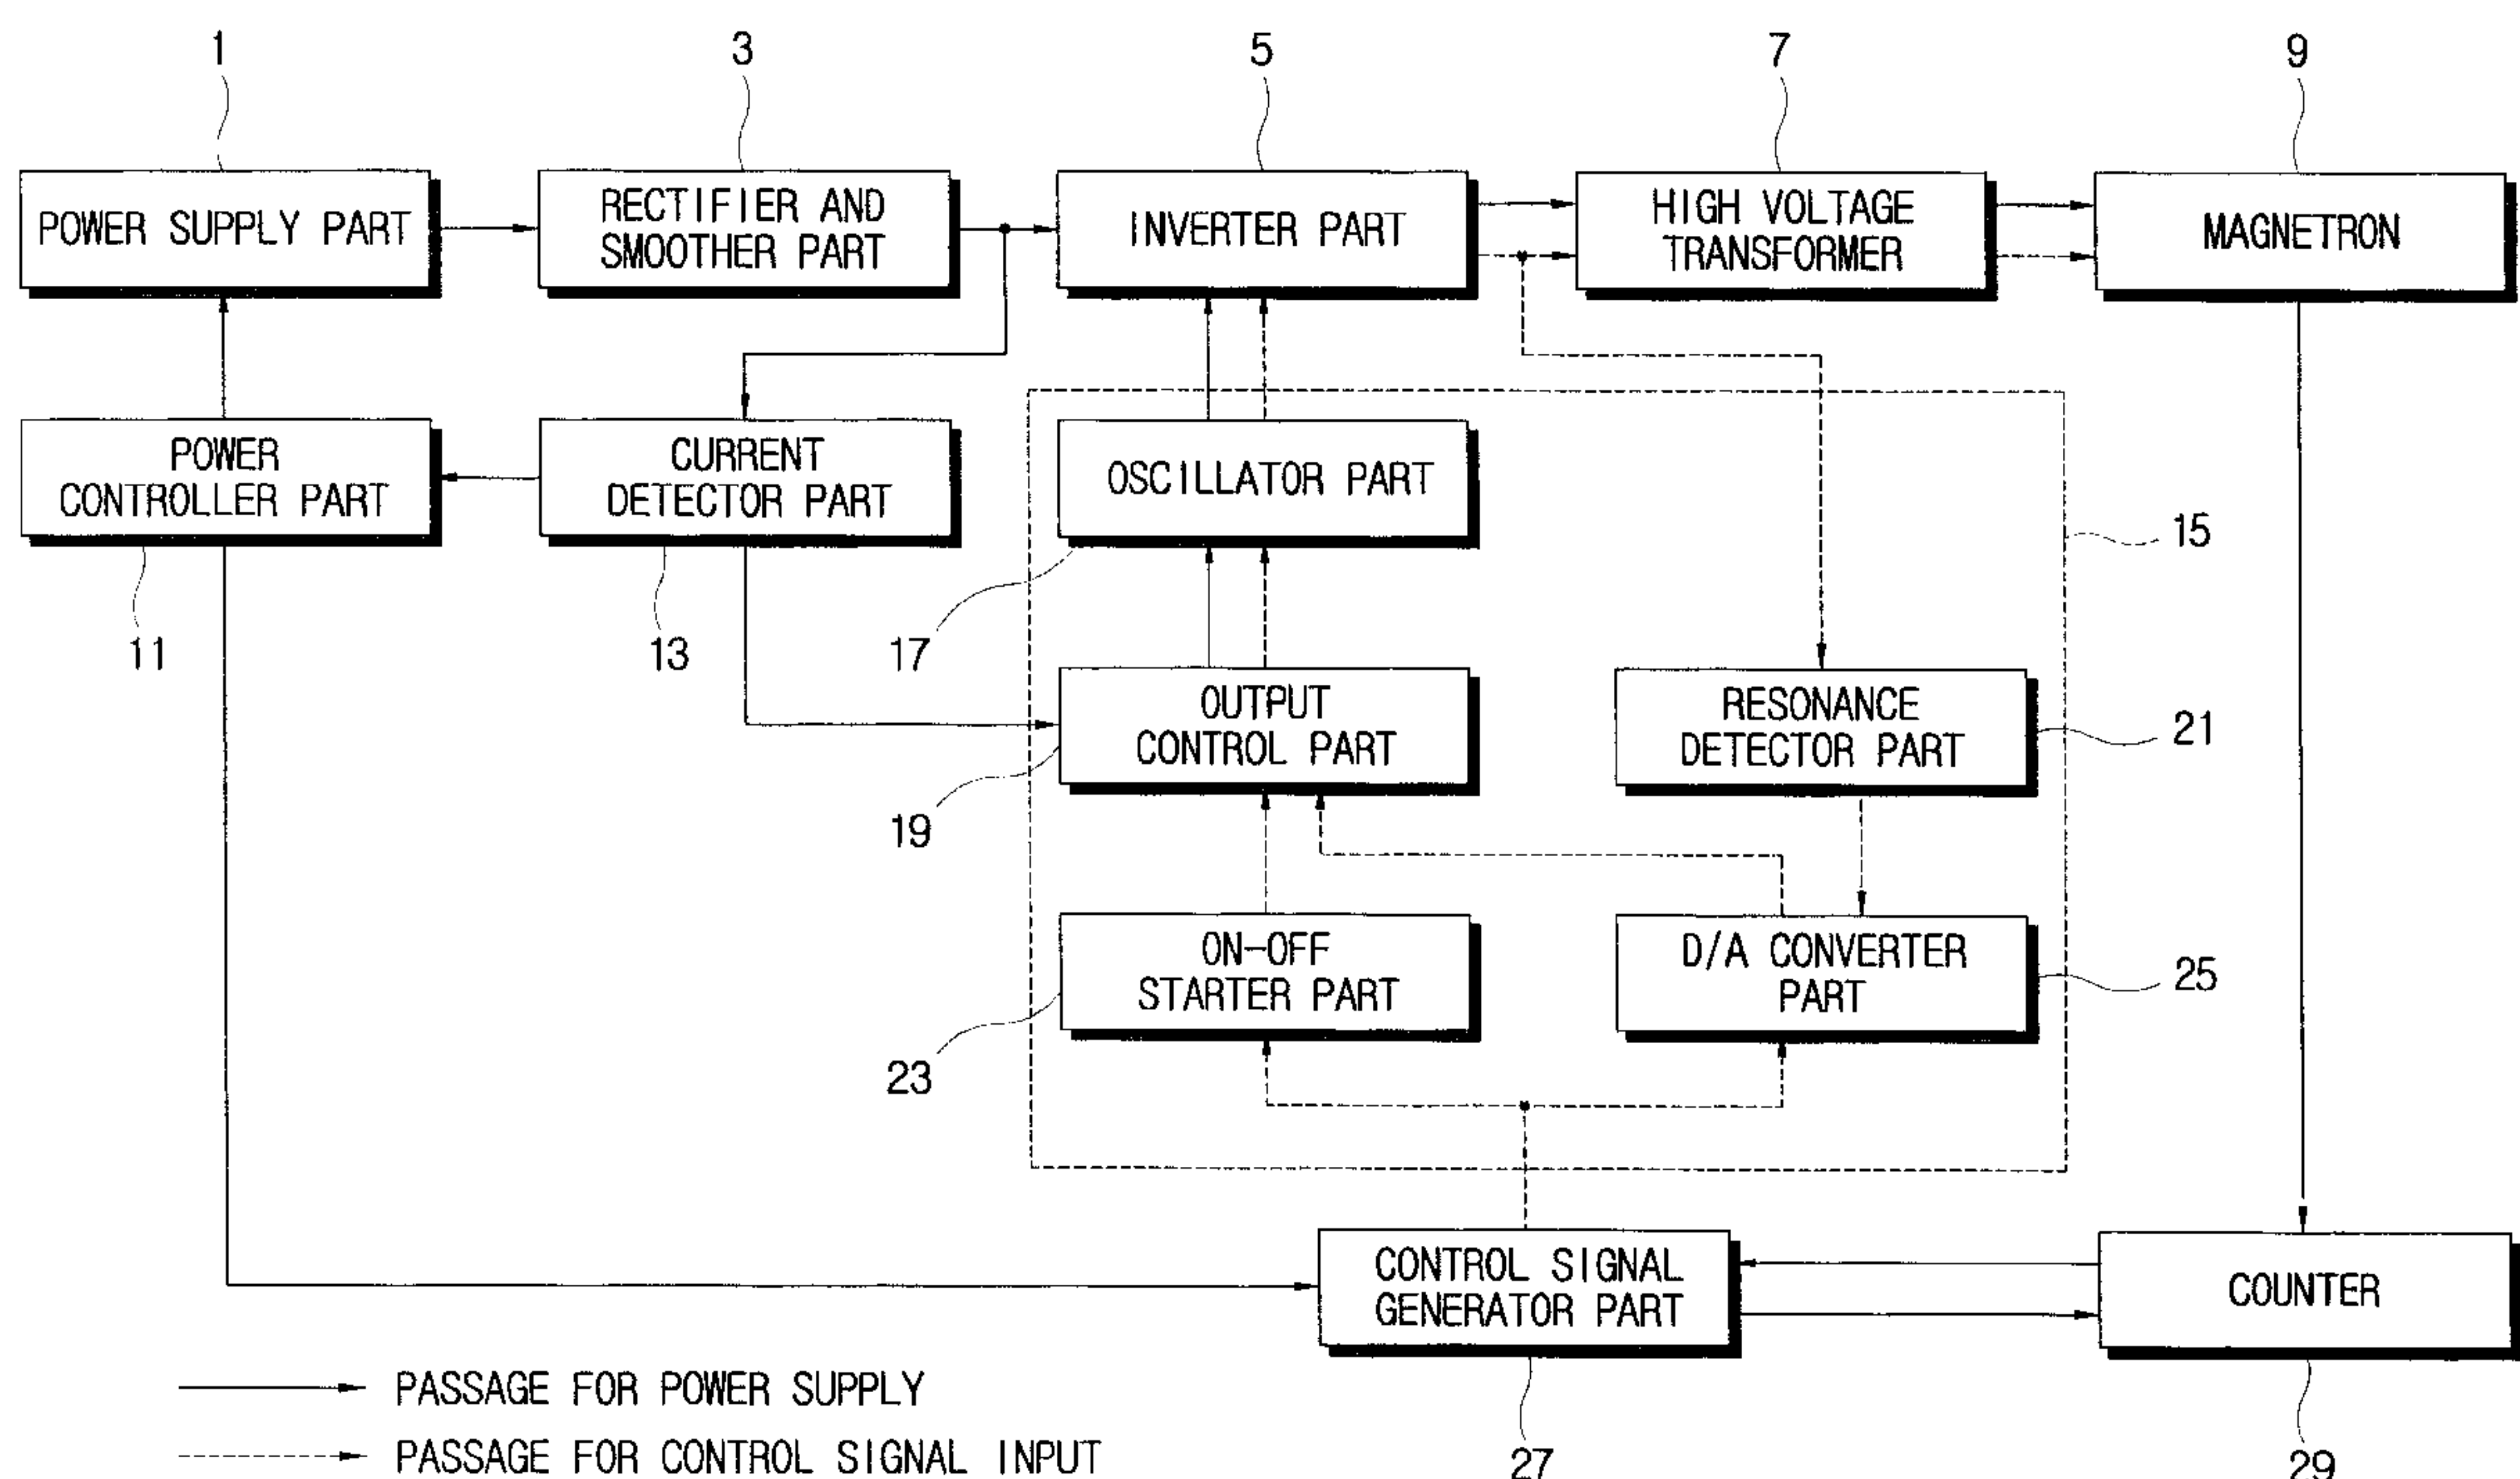 1
3
5
7
9
POWER SUPPLY PART
RECTIFIER AND
SMOOTHER PART
INVERTER PART
HIGH VOLTAGE
TRANSFORMER
MAGNETRON
POWER
CONTROLLER PART
CURRENT
DETECTOR PART
OSCILLATOR PART
15
11
13
17
OUTPUT
CONTROL PART
RESONANCE
DETECTOR PART
21
19
ON-OFF
STARTER PART
D/A CONVERTER
PART
25
23
CONTROL SIGNAL
GENERATOR PART
COUNTER
PASSAGE FOR POWER SUPPLY
PASSAGE FOR CONTROL SIGNAL INPUT
27
29